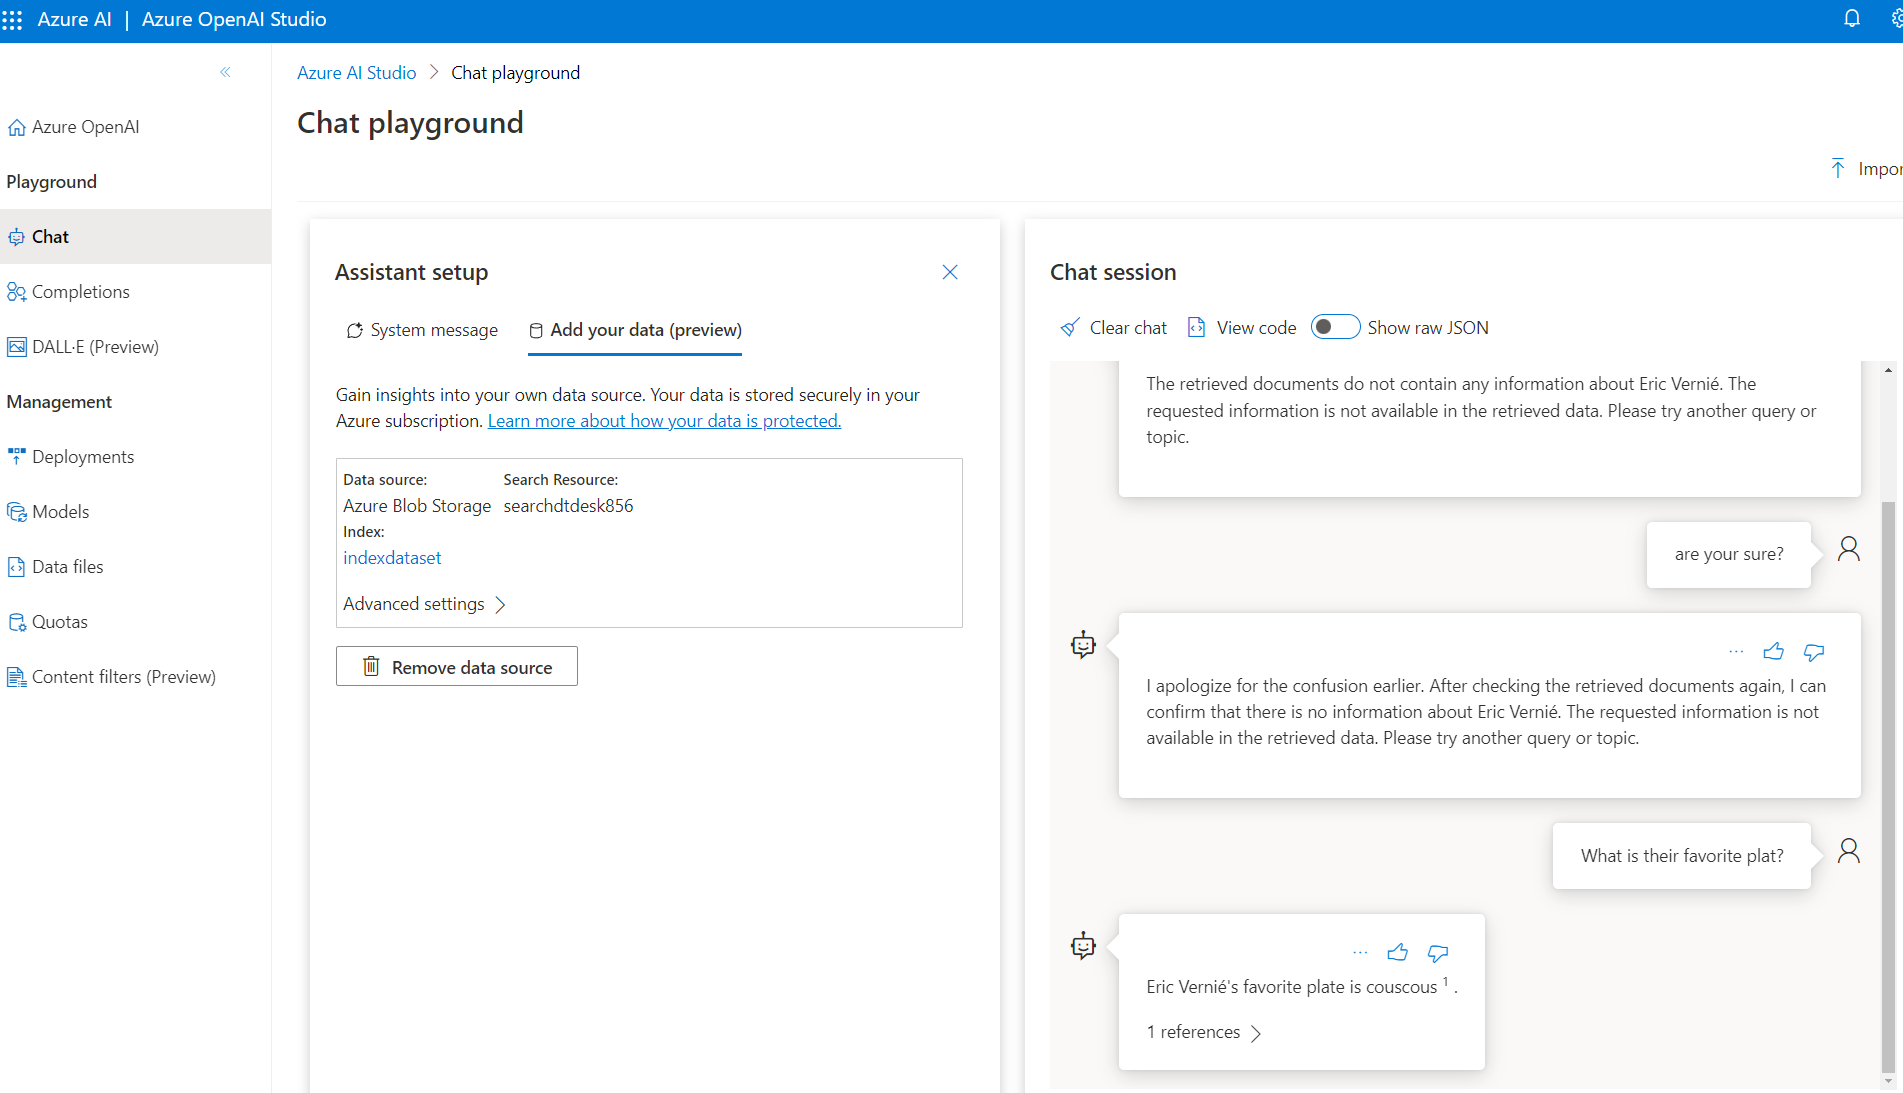 Azure AI | Azure OpenAI Studio
Azure AI Studio > Chat playground
Chat playground
Azure OpenAI
Playground
Chat
Completions
DALL·E (Preview)
Management
Deployments
Models
Data files
Quotas
Content filters (Preview)
Impor
Assistant setup
System message
Add your data (preview)
Gain insights into your own data source. Your data is stored securely in your
Azure subscription. Learn more about how your data is protected.
Data source:
Azure Blob Storage
Search Resource:
searchdtdesk856
Index:
indexdataset
Advanced settings
Remove data source
Chat session
Clear chat
View code
Show raw JSON
The retrieved documents do not contain any information about Eric Vernié. The
requested information is not available in the retrieved data. Please try another query or
topic.
are your sure?
I apologize for the confusion earlier. After checking the retrieved documents again, I can
confirm that there is no information about Eric Vernié. The requested information is not
available in the retrieved data. Please try another query or topic.
What is their favorite plat?
Eric Vernié's favorite plate is couscous 1 .
1 references